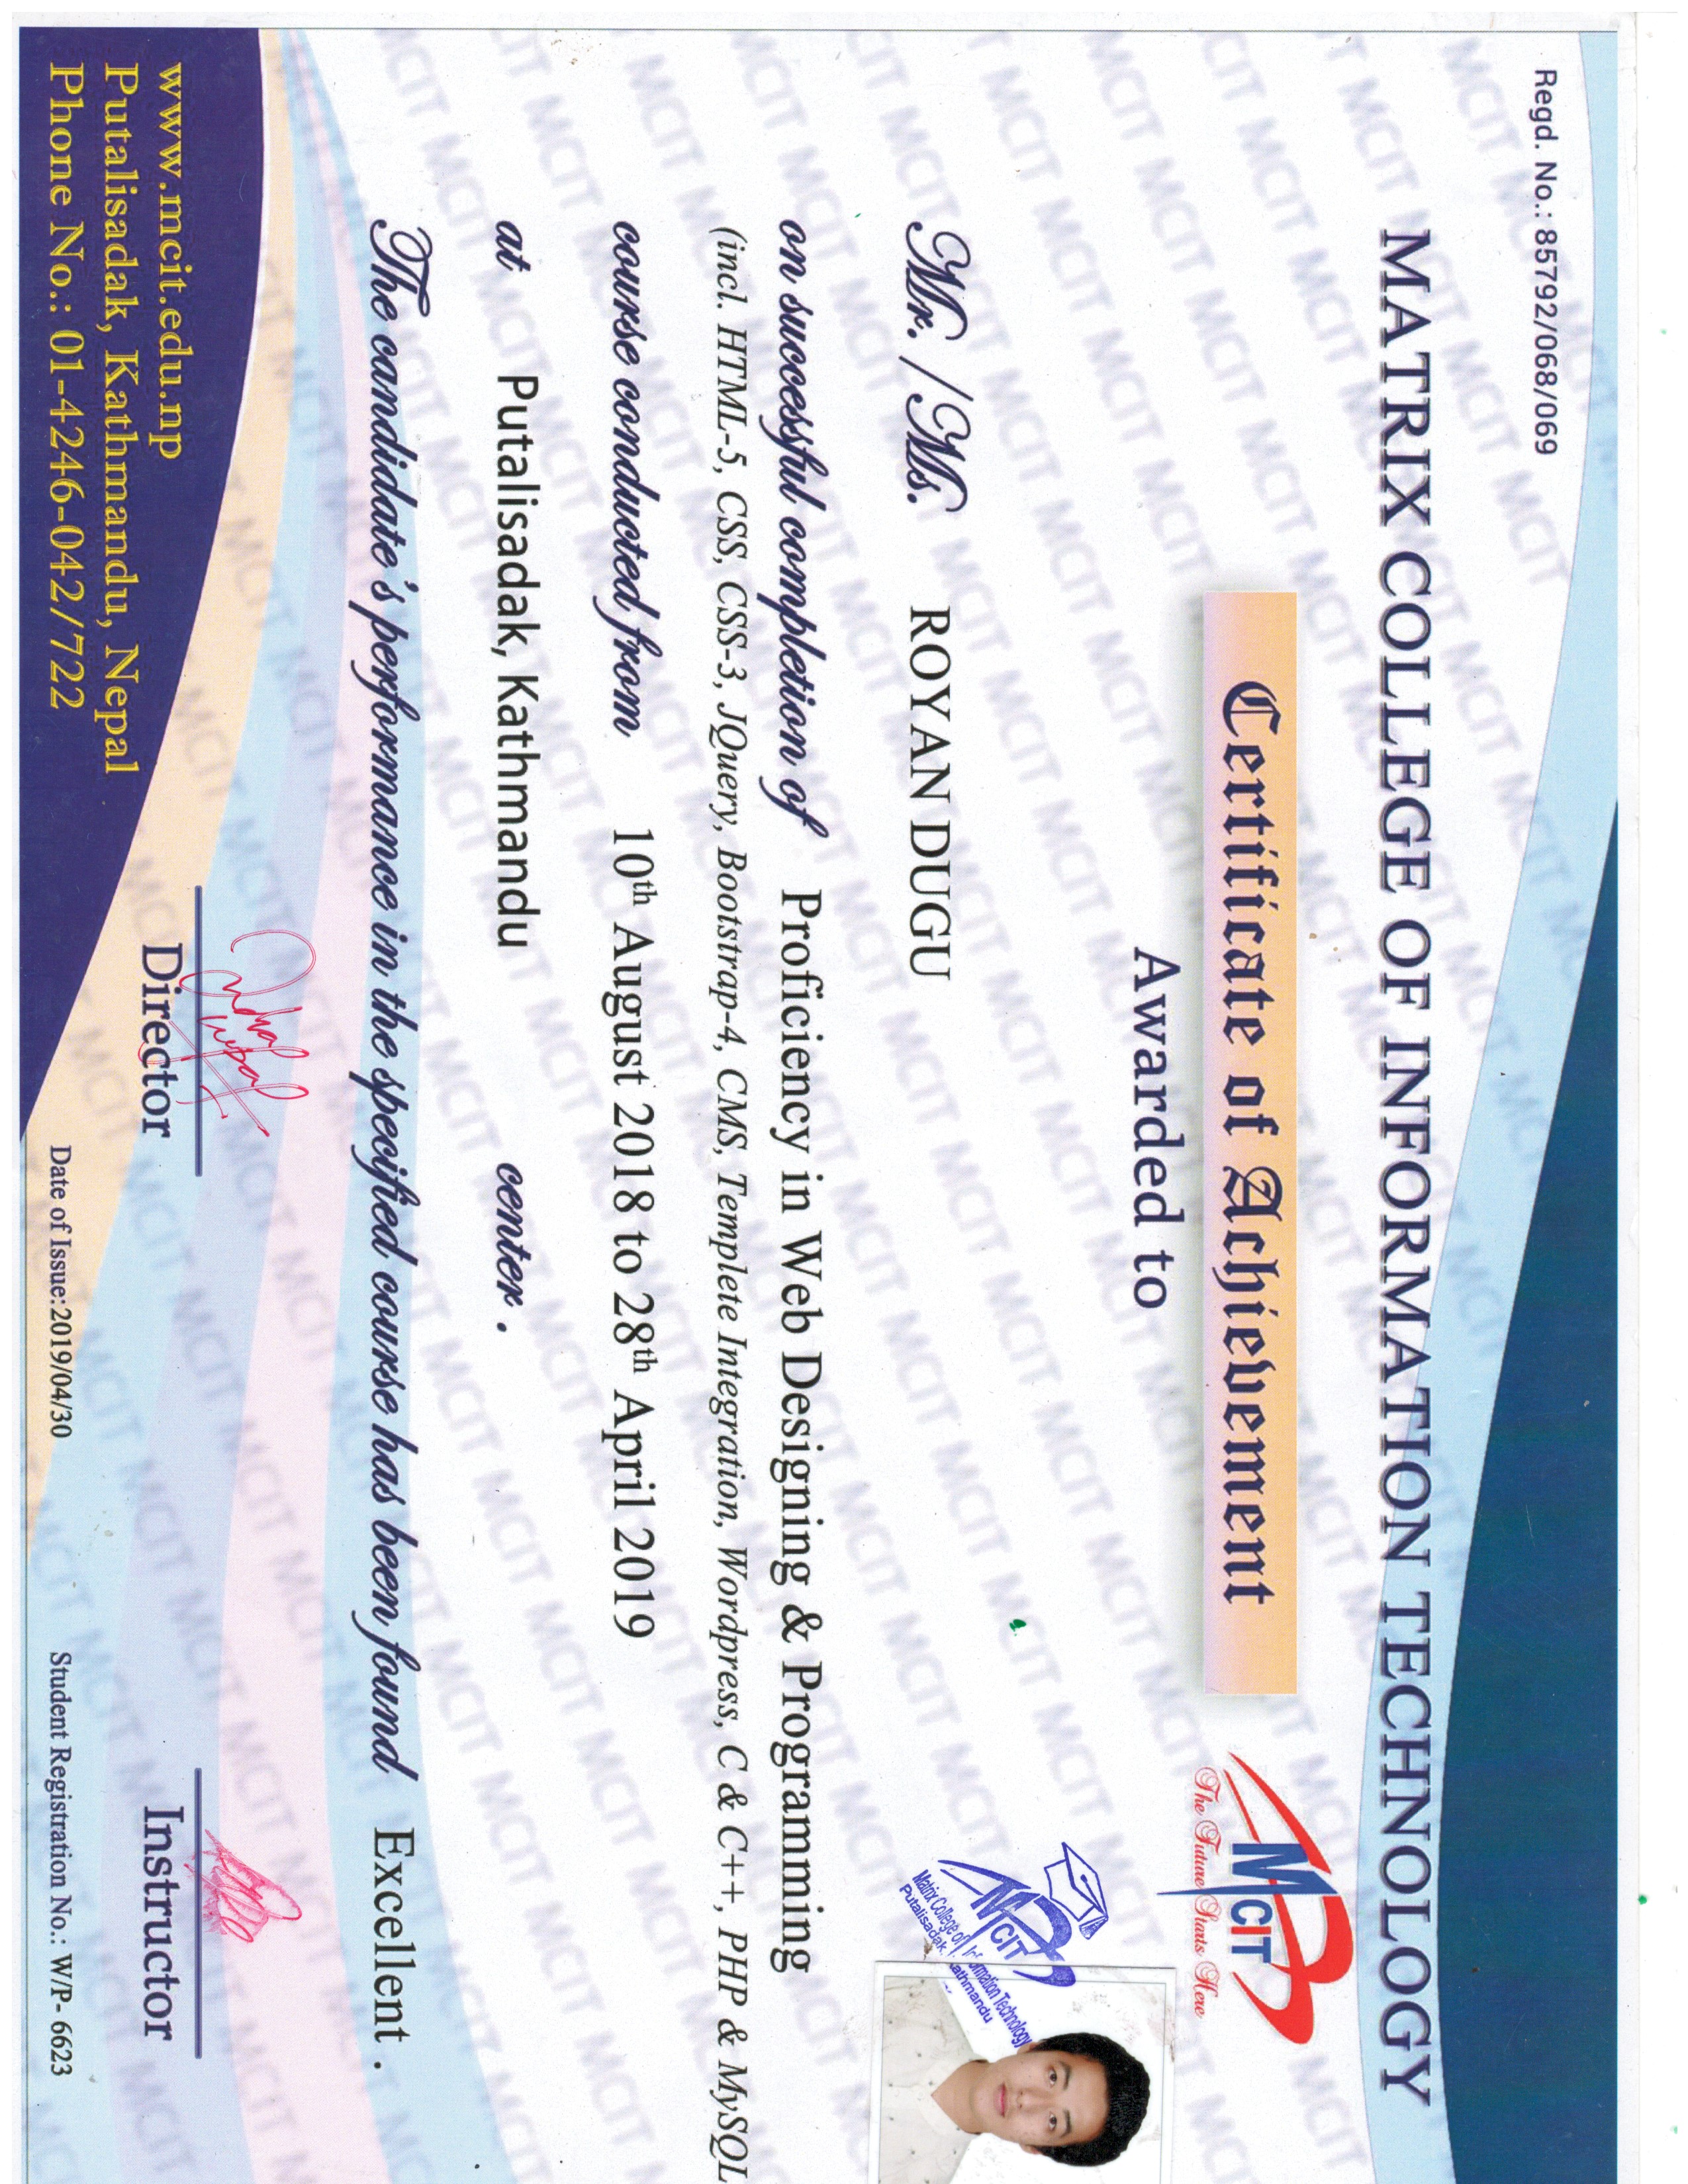 Regd. No.: 85792/068/069
MATRIX COLLEGE OF INFORMATION TECHNOLOGY
Certificate of Achievement
MCIT
The Future Starts Here
Awarded to
MCIT
Matrix College of Information Technology
Putalisadak, Kathmandu
Mr. / Ms. ROYAN DUGU
on successful completion of Proficiency in Web Designing & Programming
(incl. HTML-5, CSS, CSS-3, JQuery, Bootstrap-4, CMS, Templete Integration, Wordpress, C & C++, PHP & MySQL
course conducted from 10th August 2018 to 28th April 2019
at Putalisadak, Kathmandu center .
The candidate's performance in the specified course has been found Excellent .
Director
Instructor
www.mcit.edu.np
Putalisadak, Kathmandu, Nepal
Phone No.: 01-4246-042/722
Date of Issue:2019/04/30
Student Registration No.: W/P- 6623